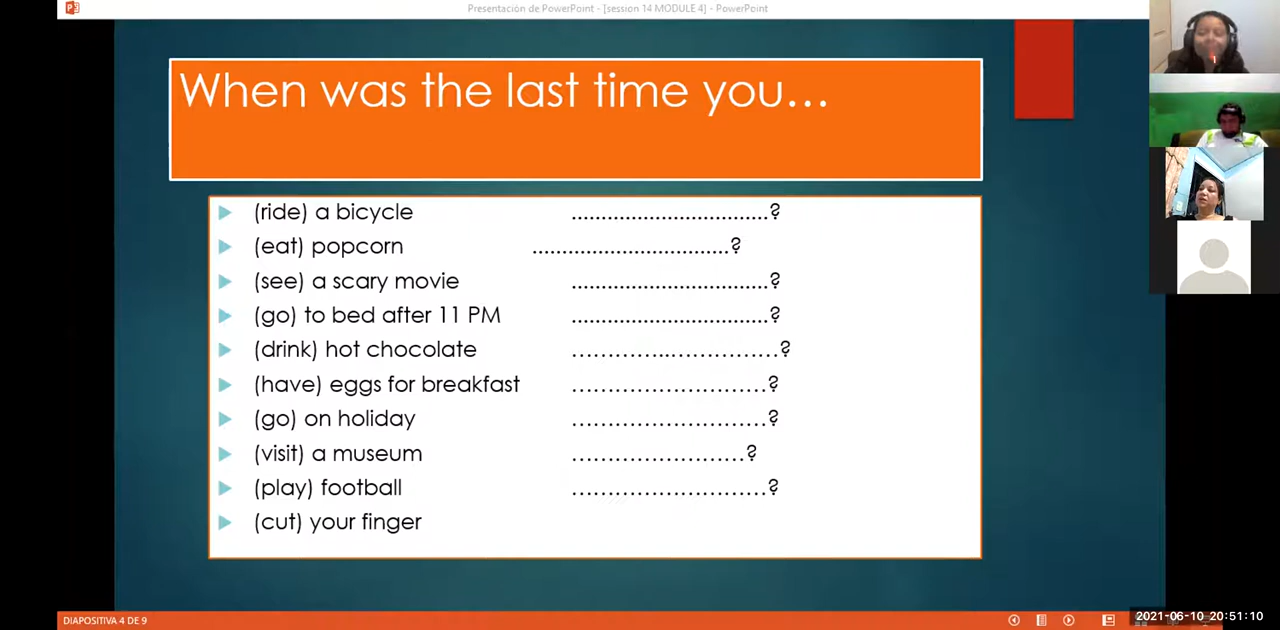 Presentación de PowerPoint - [session 14 MODULE 4] - PowerPoint
When was the last time you...
(ride) a bicycle .................................?
(eat) popcorn .................................?
(see) a scary movie .................................?
(go) to bed after 11 PM .................................?
(drink) hot chocolate …………...……………?
(have) eggs for breakfast ………………………?
(go) on holiday ………………………?
(visit) a museum ……………………?
(play) football ………………………?
(cut) your finger
DIAPOSITIVA 4 DE 9
2021-06-10 20:51:10